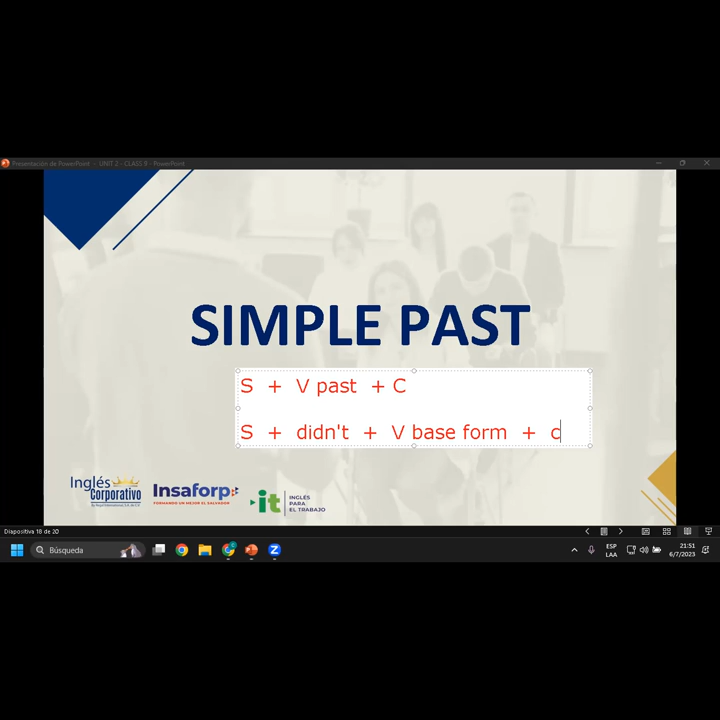 Presentación de PowerPoint - UNIT 2 - CLASS 9 - PowerPoint
SIMPLE PAST
S + V past + C
S + didn't + V base form + c
Inglés
Corporativo
Insaforp
FORMANDO UN MEJOR EL SALVADOR
it
INGLÉS
PARA
EL TRABAJO
Diapositiva 18 de 20
Búsqueda
ESP
LAA
21:51
6/7/2023